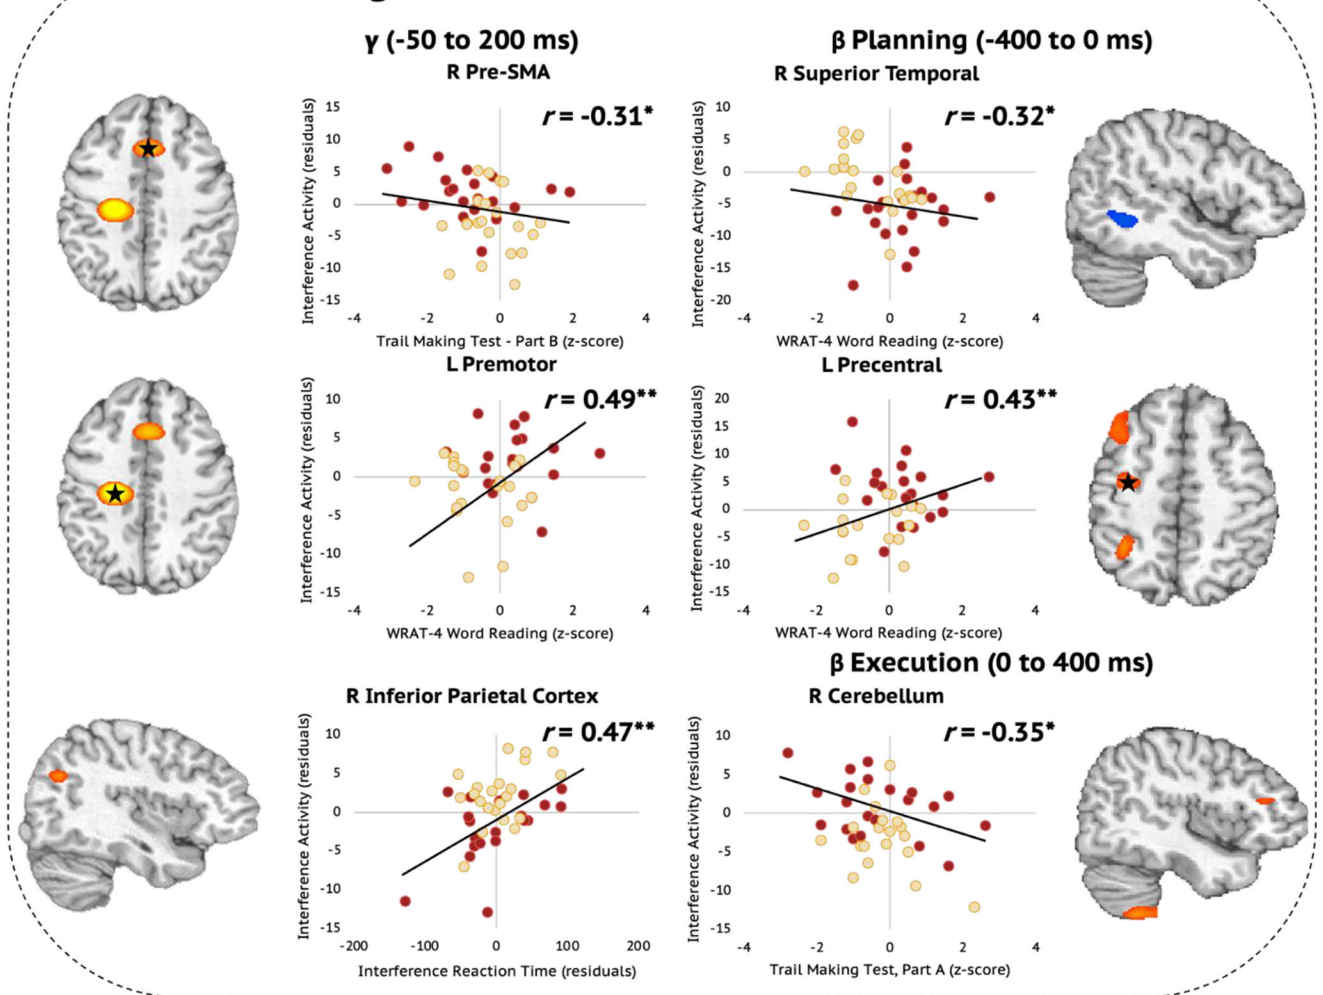 γ (-50 to 200 ms)
β Planning (-400 to 0 ms)
R Pre-SMA
r = -0.31*
Interference Activity (residuals)
15
10
5
0
-5
-10
-15
-4
-2
0
2
4
Trail Making Test - Part B (z-score)
R Superior Temporal
r = -0.32*
Interference Activity (residuals)
10
5
0
-5
-10
-15
-20
-4
-2
0
2
4
WRAT-4 Word Reading (z-score)
L Premotor
r = 0.49**
Interference Activity (residuals)
10
5
0
-5
-10
-15
-4
-2
0
2
4
WRAT-4 Word Reading (z-score)
L Precentral
r = 0.43**
Interference Activity (residuals)
20
15
10
5
0
-5
-10
-15
-4
-2
0
2
4
WRAT-4 Word Reading (z-score)
β Execution (0 to 400 ms)
R Inferior Parietal Cortex
r = 0.47**
Interference Activity (residuals)
10
5
0
-5
-10
-15
-200
-100
0
100
200
Interference Reaction Time (residuals)
R Cerebellum
r = -0.35*
Interference Activity (residuals)
10
5
0
-5
-10
-15
-4
-2
0
2
4
Trail Making Test, Part A (z-score)